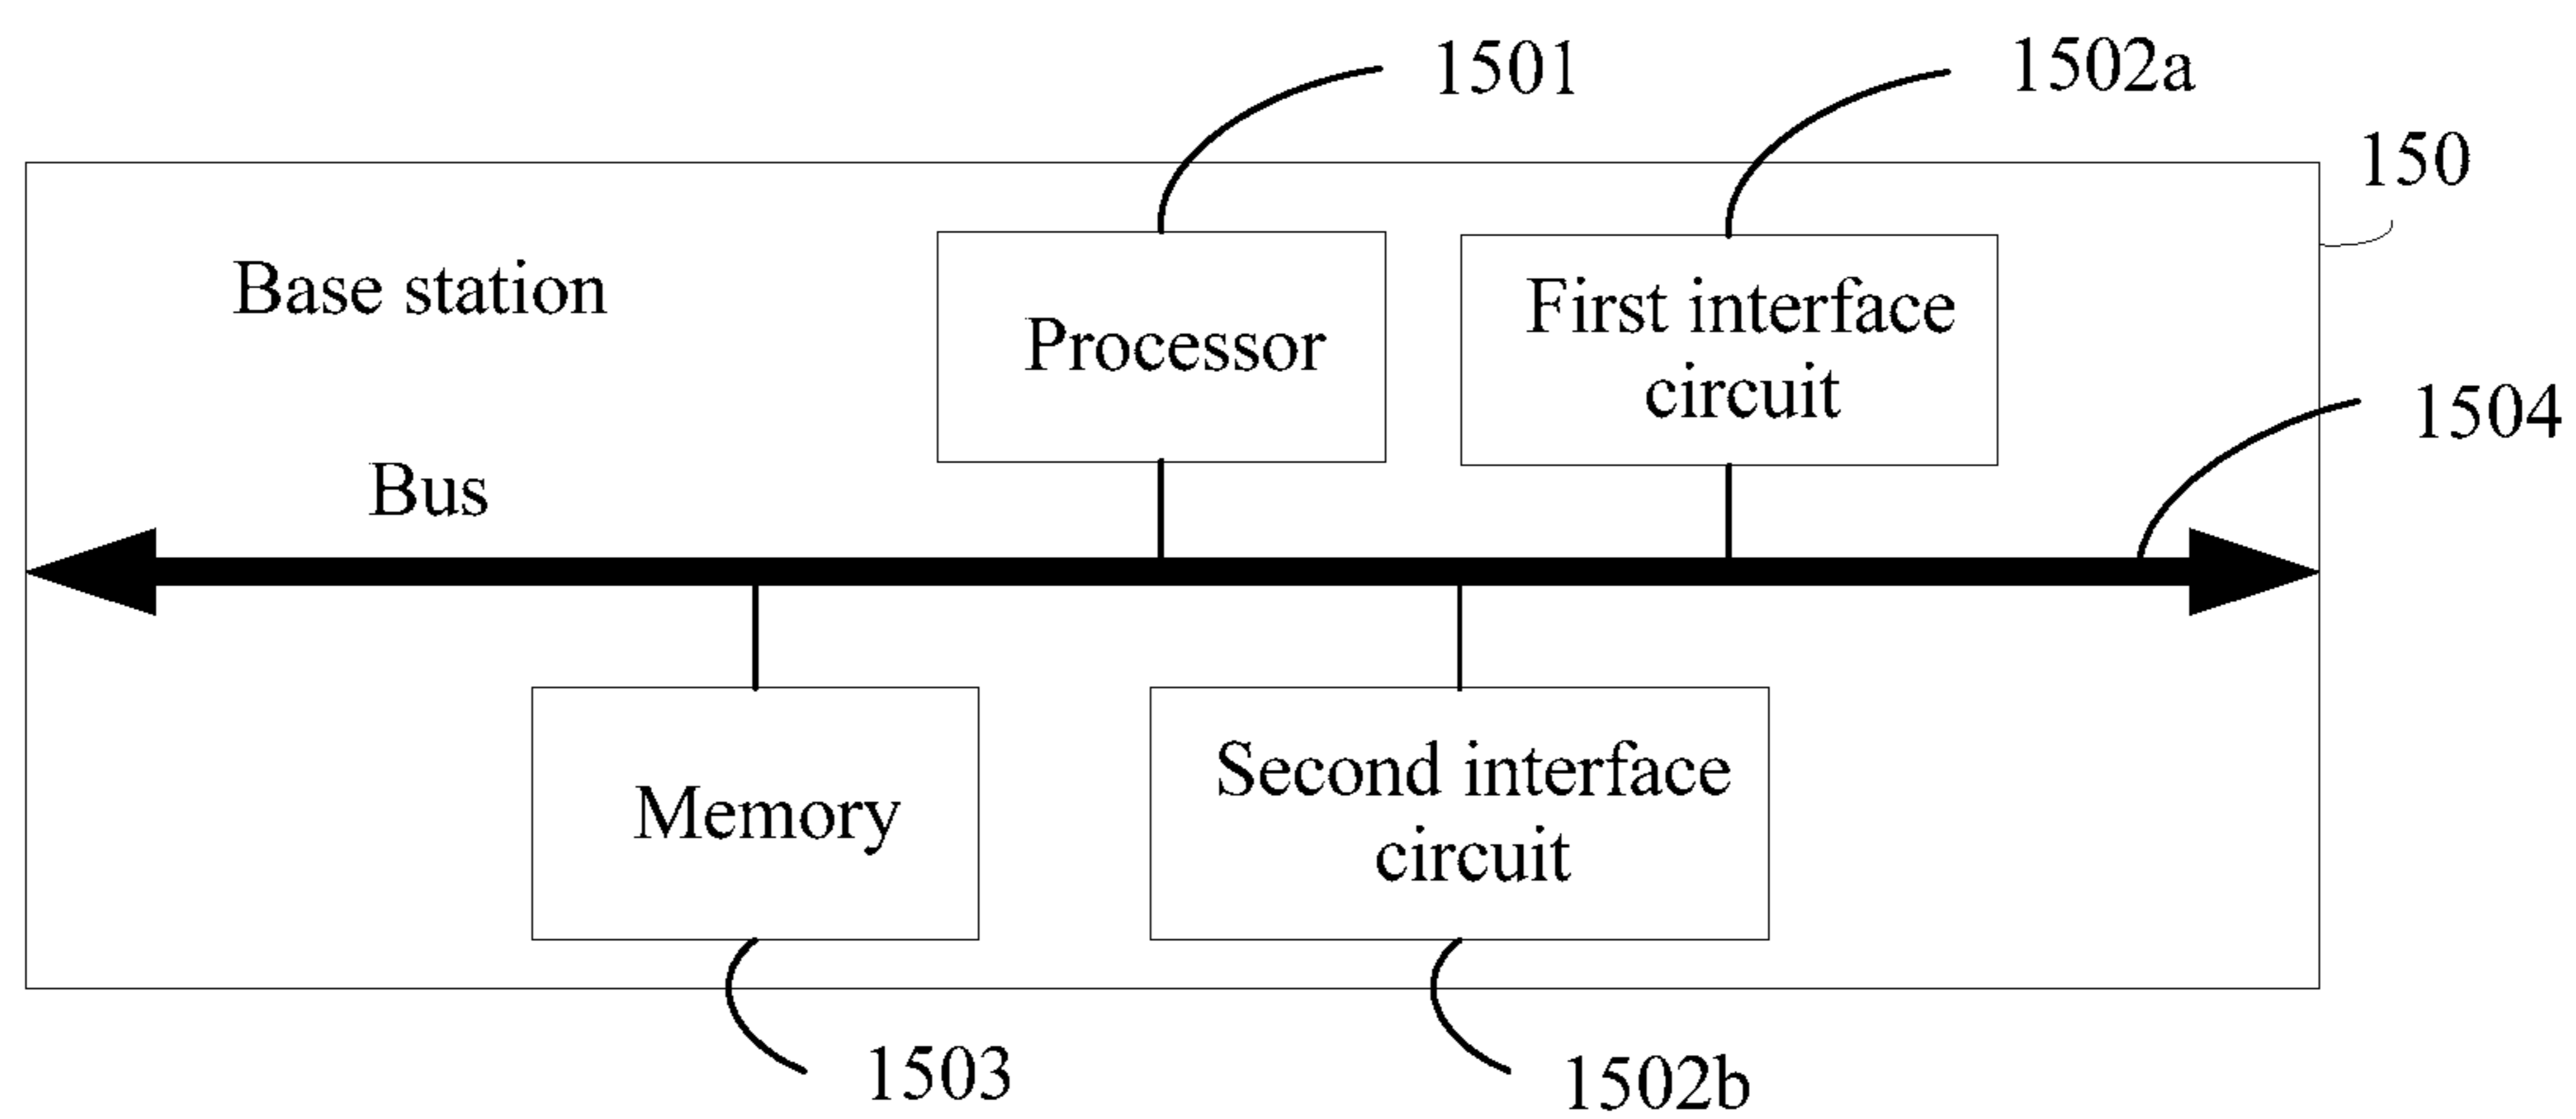 1501
1502a
150
Base station
Processor
First interface
circuit
1504
Bus
Memory
Second interface
circuit
1503
1502b